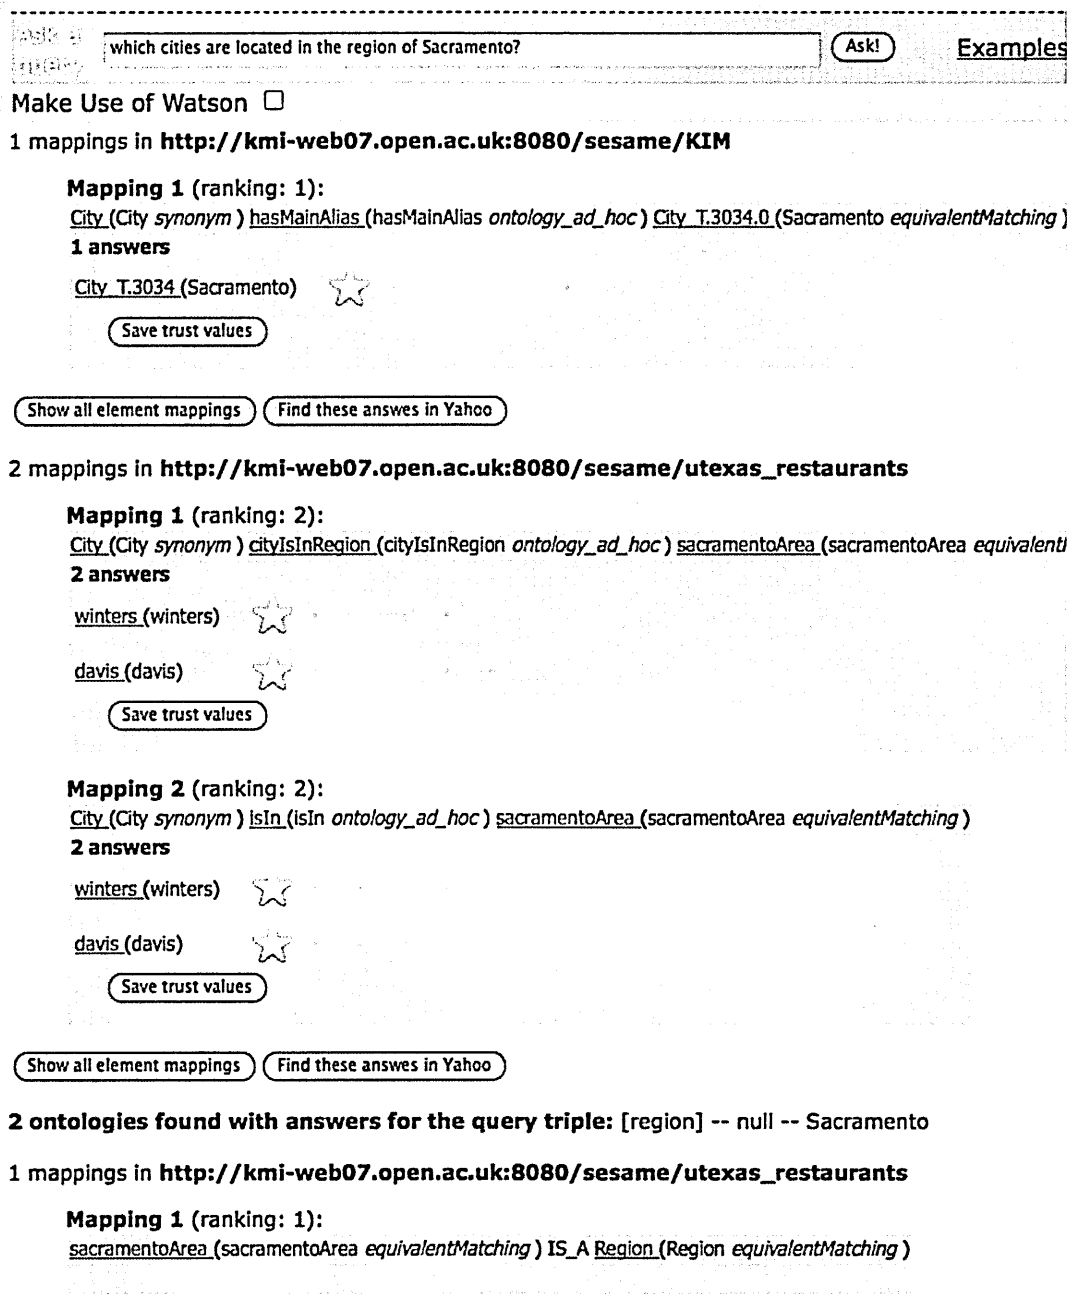 Ask a
which cities are located in the region of Sacramento?
Ask!
Examples
query
Make Use of Watson
1 mappings in http://kmi-web07.open.ac.uk:8080/sesame/KIM
Mapping 1 (ranking: 1):
City (City synonym ) hasMainAlias (hasMainAlias ontology_ad_hoc ) City_T.3034.0 (Sacramento equivalentMatching )
1 answers
City_T.3034 (Sacramento)
Save trust values
Show all element mappings Find these answes in Yahoo
2 mappings in http://kmi-web07.open.ac.uk:8080/sesame/utexas_restaurants
Mapping 1 (ranking: 2):
City (City synonym ) cityIsInRegion (cityIsInRegion ontology_ad_hoc ) sacramentoArea (sacramentoArea equivalentl
2 answers
winters (winters)
davis (davis)
Save trust values
Mapping 2 (ranking: 2):
City (City synonym ) isIn (isIn ontology_ad_hoc ) sacramentoArea (sacramentoArea equivalentMatching )
2 answers
winters (winters)
davis (davis)
Save trust values
Show all element mappings Find these answes in Yahoo
2 ontologies found with answers for the query triple: [region] -- null -- Sacramento
1 mappings in http://kmi-web07.open.ac.uk:8080/sesame/utexas_restaurants
Mapping 1 (ranking: 1):
sacramentoArea (sacramentoArea equivalentMatching ) IS_A Region (Region equivalentMatching )